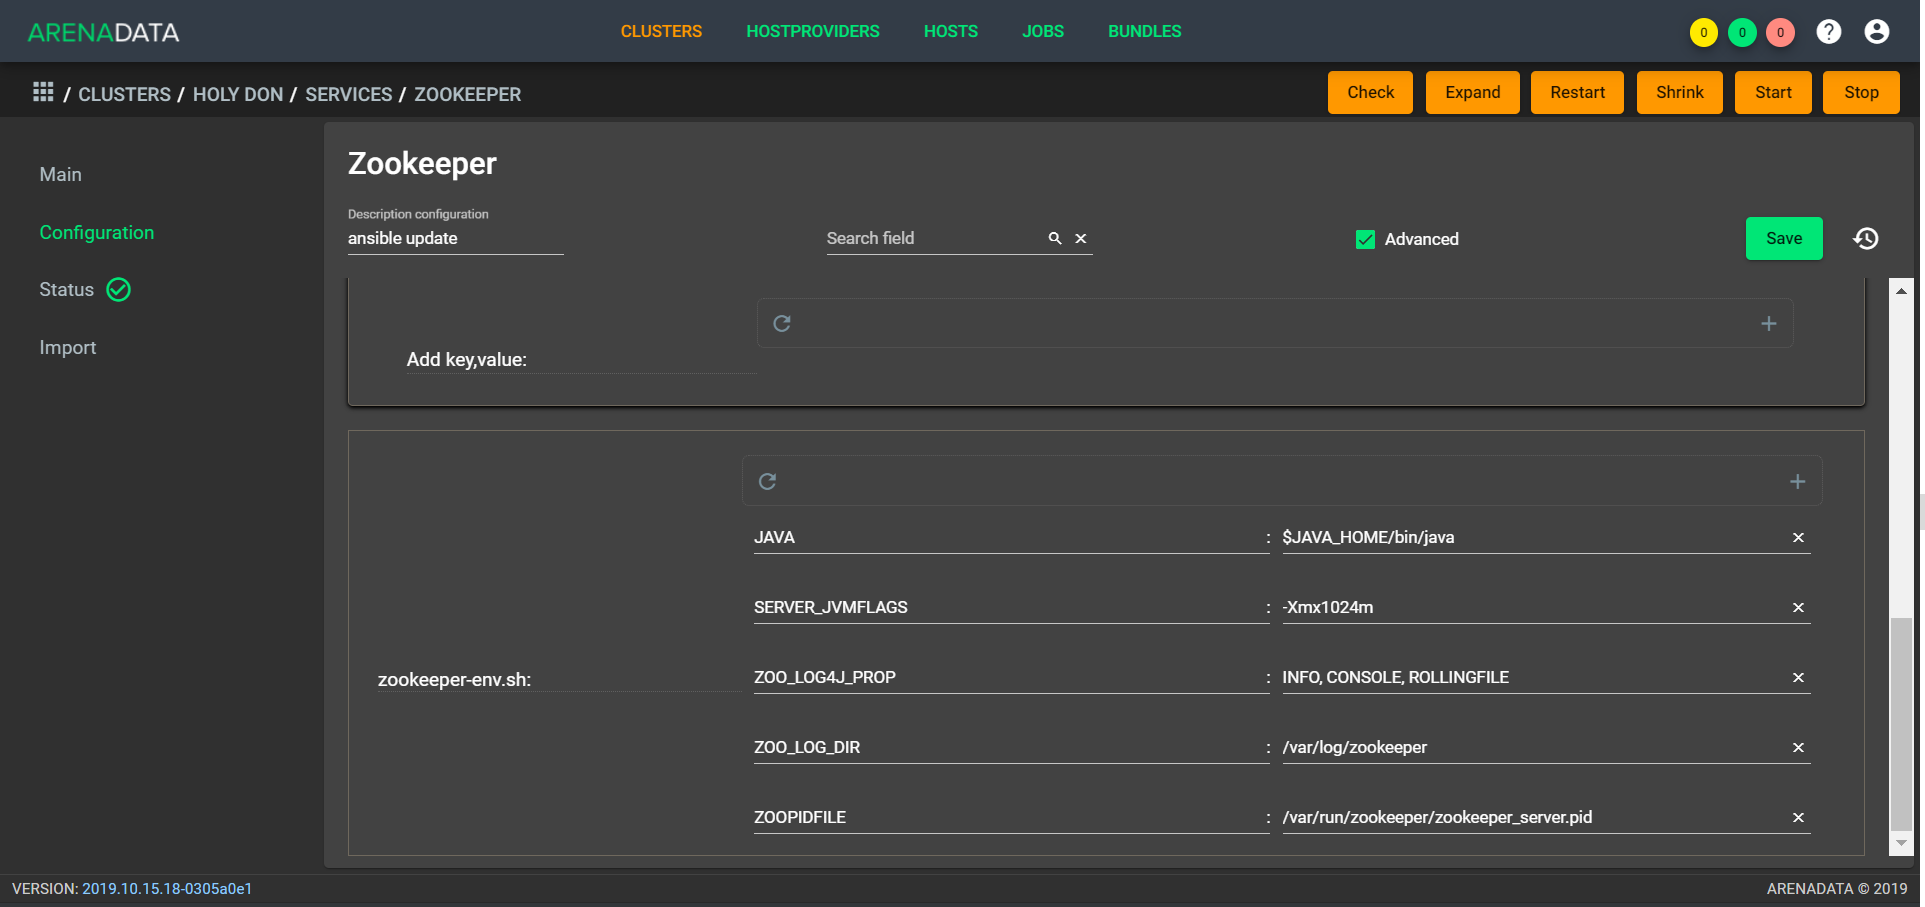 ARENADATA
CLUSTERS HOSTPROVIDERS HOSTS JOBS BUNDLES
0 0 0 ?
/ CLUSTERS / HOLY DON / SERVICES / ZOOKEEPER
Check Expand Restart Shrink Start Stop
Main
Configuration
Status
Import
Zookeeper
Description configuration
ansible update
Search field
Advanced
Save
Add key,value:
zookeeper-env.sh:
JAVA : $JAVA_HOME/bin/java
SERVER_JVMFLAGS : -Xmx1024m
ZOO_LOG4J_PROP : INFO, CONSOLE, ROLLINGFILE
ZOO_LOG_DIR : /var/log/zookeeper
ZOOPIDFILE : /var/run/zookeeper/zookeeper_server.pid
VERSION: 2019.10.15.18-0305a0e1
ARENADATA © 2019